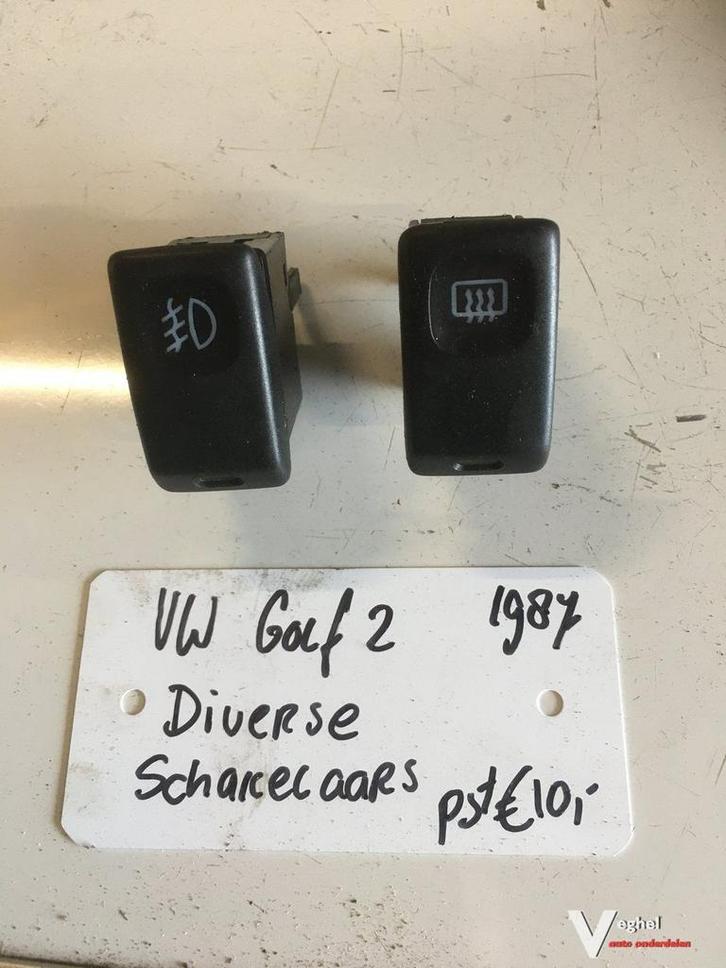 VW Golf 2 1987
Diverse
Schakelaars
pst €10,-
Veghel
auto onderdelen